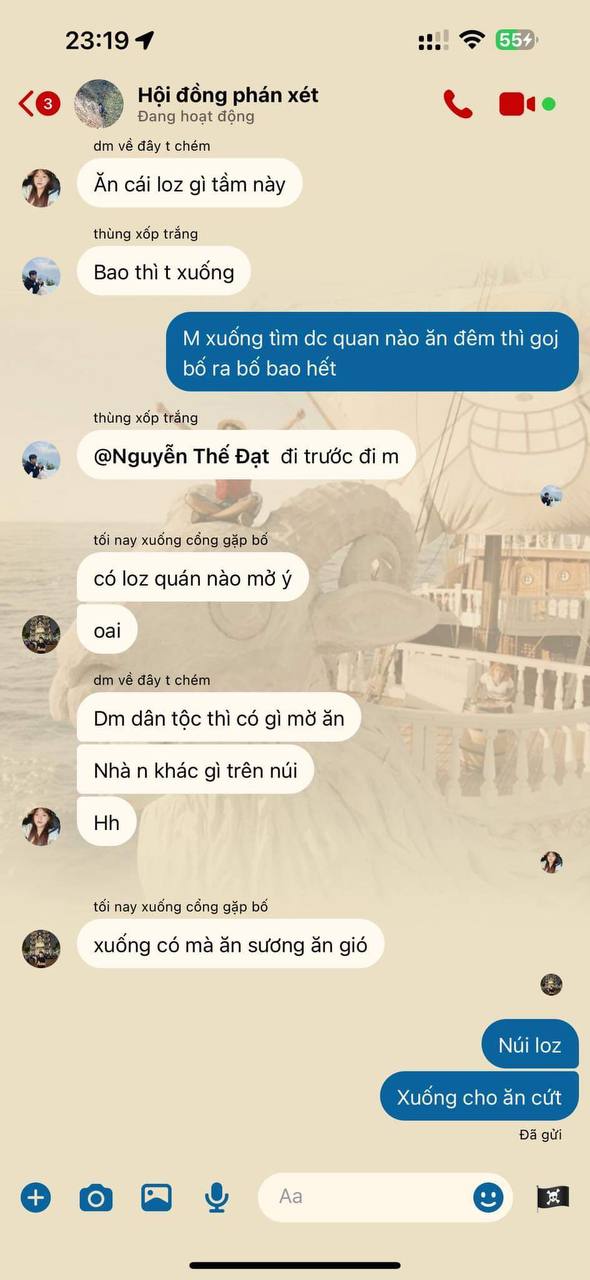 23:19
55
3
Hội đồng phán xét
Đang hoạt động
dm về đây t chém
Ăn cái loz gì tầm này
thùng xốp trắng
Bao thì t xuống
M xuống tìm dc quan nào ăn đêm thì goj
bố ra bố bao hết
thùng xốp trắng
@Nguyễn Thế Đạt đi trước đi m
tối nay xuống cổng gặp bố
có loz quán nào mở ý
oai
dm về đây t chém
Dm dân tộc thì có gì mờ ăn
Nhà n khác gì trên núi
Hh
tối nay xuống cổng gặp bố
xuống có mà ăn sương ăn gió
Núi loz
Xuống cho ăn cứt
Đã gửi
Aa